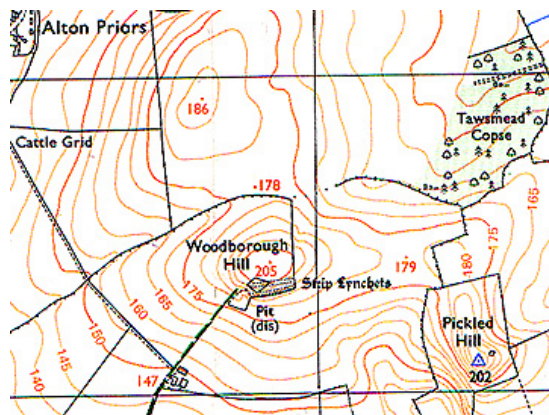 Alton Priors
186
Tawsmead
Copse
Cattle Grid
178
165
175
Woodborough
Hill
205
179
180
Strip Lynchets
Pit
(dis)
175
165
160
150
145
140
147
Pickled
Hill
202